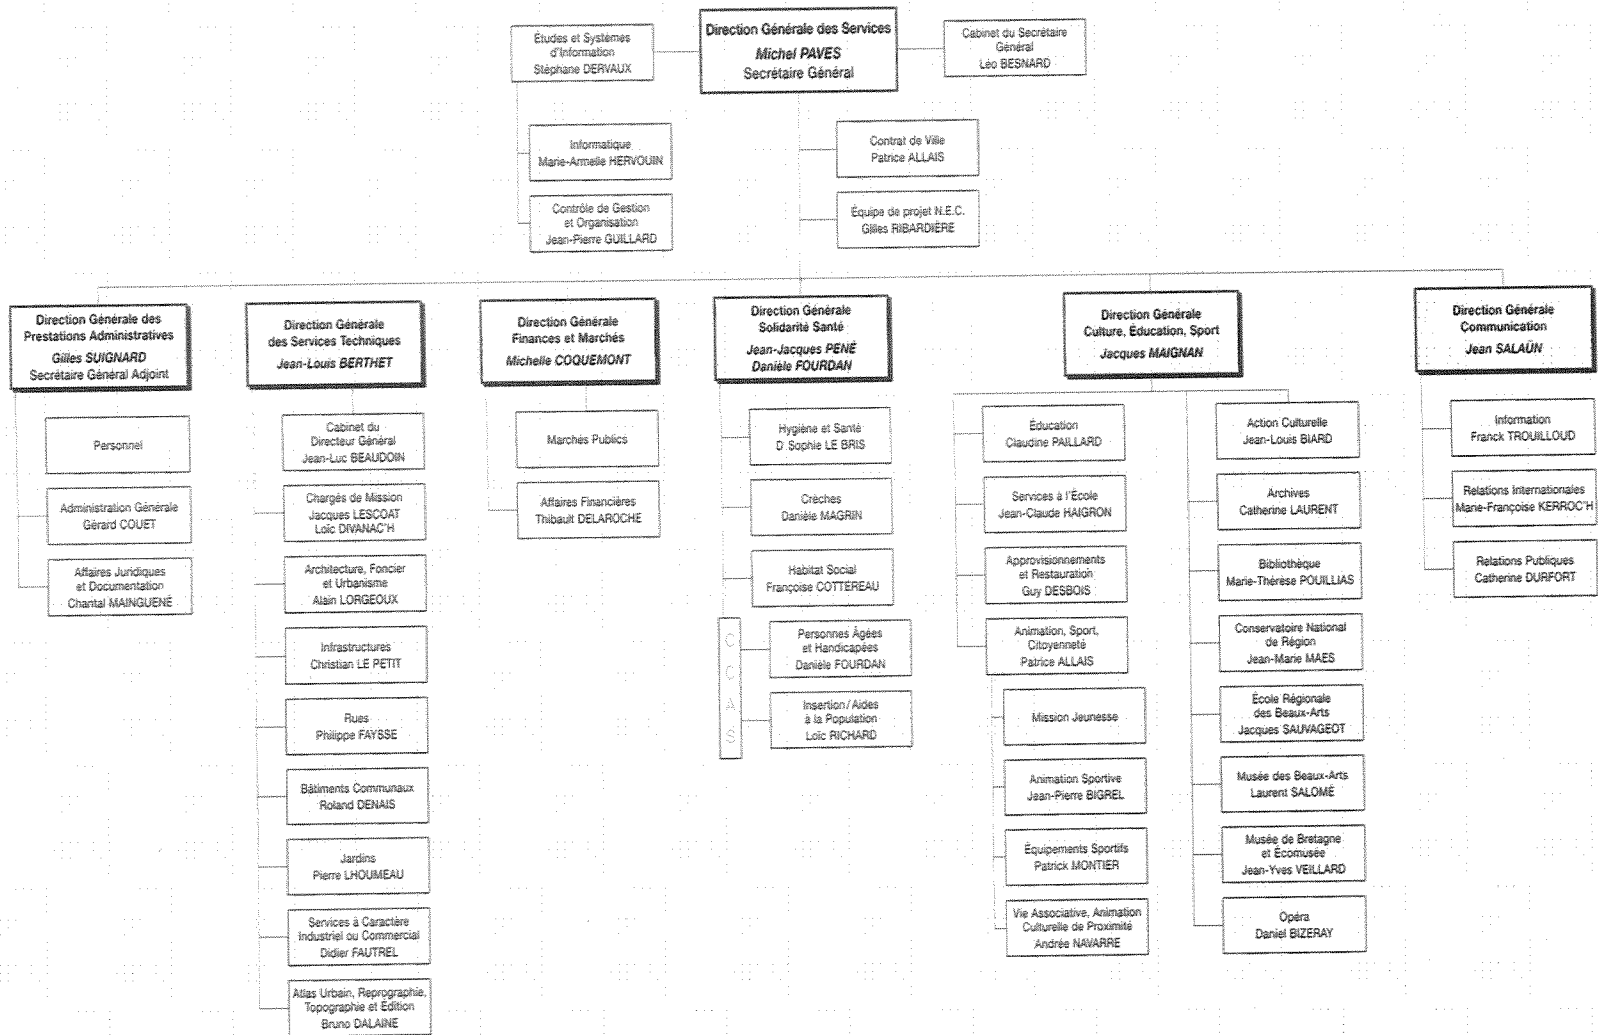 Direction Générale des Services
Michel PAVES
Secrétaire Général
Études et Systèmes
d'Information
Stéphane DERVAUX
Cabinet du Secrétaire
Général
Léo BESNARD
Informatique
Marie-Armelle HERVOUIN
Contrôle de Gestion
et Organisation
Jean-Pierre GUILLARD
Contrat de Ville
Patrice ALLAIS
Équipe de projet N.E.C.
Gilles RIBARDIÈRE
Direction Générale des
Prestations Administratives
Gilles SUIGNARD
Secrétaire Général Adjoint
Personnel
Administration Générale
Gérard COUET
Affaires Juridiques
et Documentation
Chantal MAINGUENÉ
Direction Générale
des Services Techniques
Jean-Louis BERTHET
Cabinet du
Directeur Général
Jean-Luc BEAUDOIN
Chargés de Mission
Jacques LESCOAT
Loïc DIVANAC'H
Architecture, Foncier
et Urbanisme
Alain LORGEOUX
Infrastructures
Christian LE PETIT
Rues
Philippe FAYSSE
Bâtiments Communaux
Roland DENAIS
Jardins
Pierre LHOUMEAU
Services à Caractère
Industriel ou Commercial
Didier FAUTREL
Atlas Urbain, Reprographie,
Topographie et Edition
Bruno DALAINE
Direction Générale
Finances et Marchés
Michelle COQUEMONT
Marchés Publics
Affaires Financières
Thibault DELAROCHE
Direction Générale
Solidarité Santé
Jean-Jacques PENÉ
Danièle FOURDAN
Hygiène et Santé
D' Sophie LE BRIS
Crèches
Danièle MAGRIN
Habitat Social
Françoise COTTEREAU
C
C
A
S
Personnes Âgées
et Handicapées
Danièle FOURDAN
Insertion/Aides
à la Population
Loïc RICHARD
Direction Générale
Culture, Éducation, Sport
Jacques MAIGNAN
Éducation
Claudine PAILLARD
Services à l'École
Jean-Claude HAIGRON
Approvisionnements
et Restauration
Guy DESBOIS
Animation, Sport,
Citoyenneté
Patrice ALLAIS
Mission Jeunesse
Animation Sportive
Jean-Pierre BIGREL
Équipements Sportifs
Patrick MONTIER
Vie Associative, Animation
Culturelle de Proximité
Andrée NAVARRE
Action Culturelle
Jean-Louis BIARD
Archives
Catherine LAURENT
Bibliothèque
Marie-Thérèse POUILLIAS
Conservatoire National
de Région
Jean-Marie MAES
École Régionale
des Beaux-Arts
Jacques SAUVAGEOT
Musée des Beaux-Arts
Laurent SALOMÉ
Musée de Bretagne
et Écomusée
Jean-Yves VEILLARD
Opéra
Daniel BIZERAY
Direction Générale
Communication
Jean SALAÜN
Information
Franck TROUILLOUD
Relations Internationales
Marie-Françoise KERROC'H
Relations Publiques
Catherine DURFORT